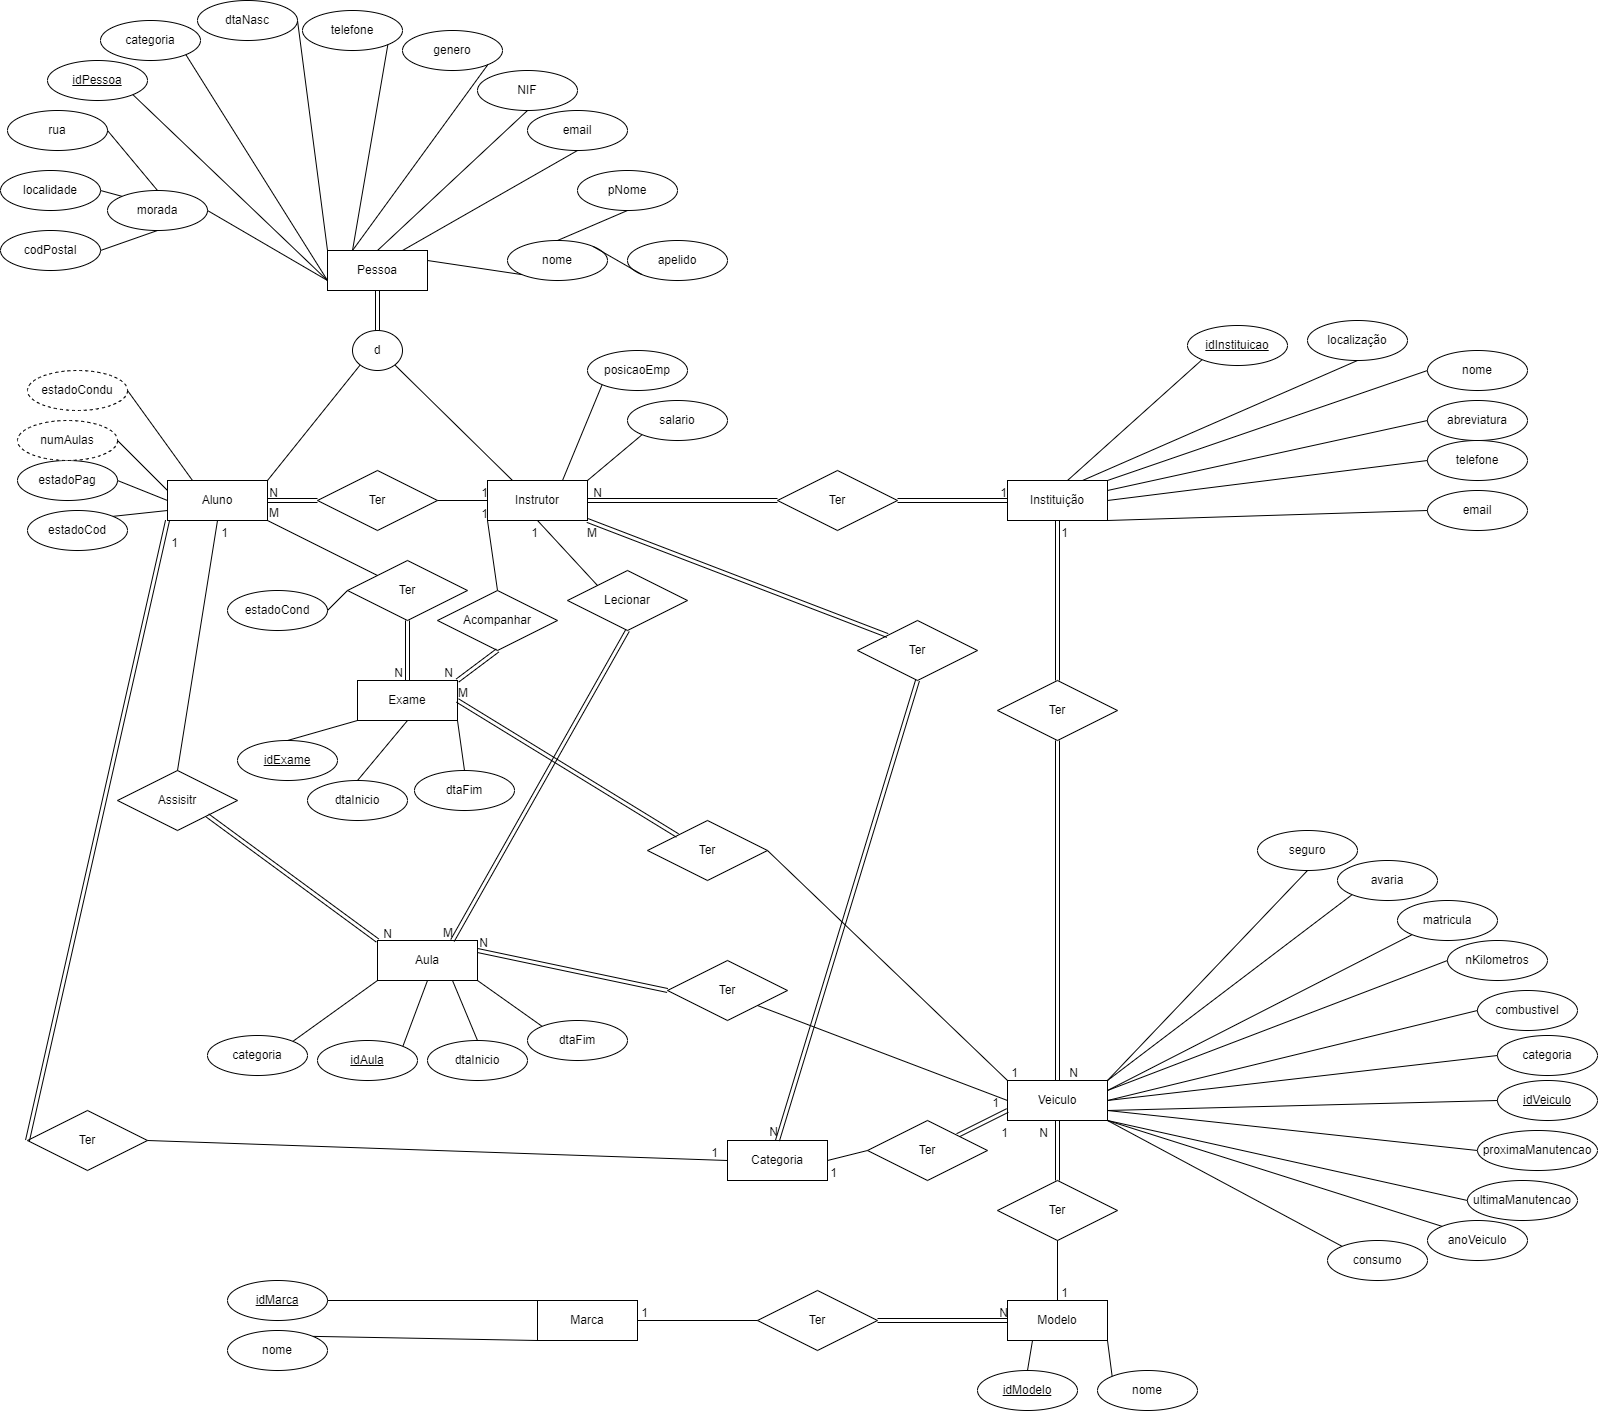 dtaNasc
telefone
categoria
genero
idPessoa
NIF
rua
email
localidade
pNome
morada
codPostal
nome
apelido
Pessoa
d
idInstituicao
localização
posicaoEmp
nome
estadoCondu
salario
abreviatura
numAulas
telefone
estadoPag
Aluno
N
Ter
1
Instrutor
N
Ter
1
Instituição
email
M
1
estadoCod
1
1
1
M
1
Ter
Lecionar
estadoCond
Acompanhar
Ter
N
N
M
Exame
Ter
idExame
dtaInicio
dtaFim
Assisitr
Ter
seguro
avaria
matricula
N
M
N
Aula
nKilometros
Ter
combustivel
dtaFim
categoria
idAula
dtaInicio
categoria
1
N
1
Veiculo
idVeiculo
1
N
Ter
N
Ter
proximaManutencao
1
Categoria
1
ultimaManutencao
Ter
anoVeiculo
consumo
idMarca
1
1
N
Marca
Ter
Modelo
nome
idModelo
nome